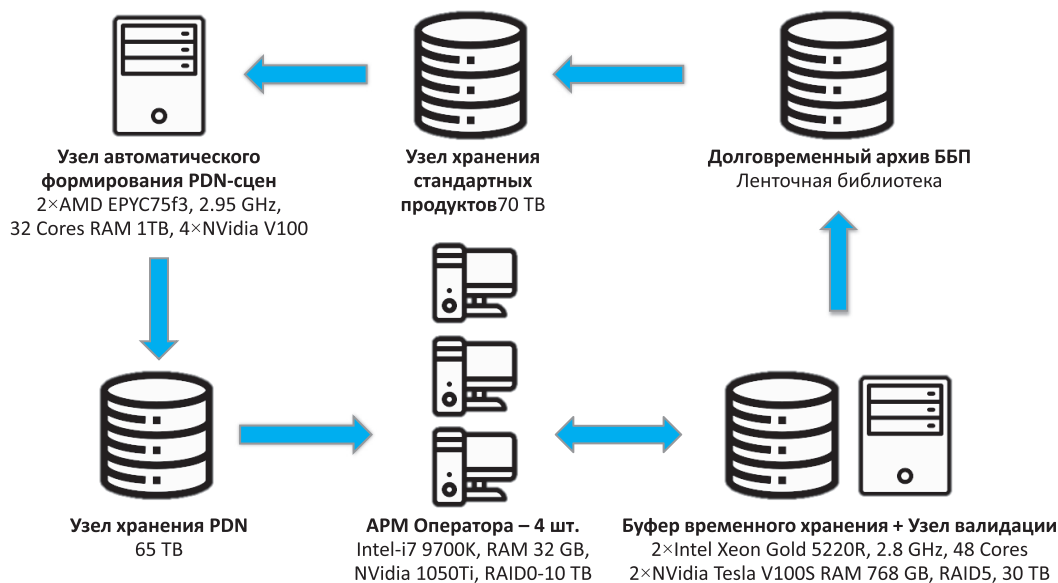 Узел автоматического
формирования PDN-сцен
2×AMD EPYC75f3, 2.95 GHz,
32 Cores RAM 1TB, 4×NVidia V100
Узел хранения
стандартных
продуктов70 TB
Долговременный архив ББП
Ленточная библиотека
Узел хранения PDN
65 TB
АРМ Оператора – 4 шт.
Intel-i7 9700K, RAM 32 GB,
NVidia 1050Ti, RAID0-10 TB
Буфер временного хранения + Узел валидации
2×Intel Xeon Gold 5220R, 2.8 GHz, 48 Cores
2×NVidia Tesla V100S RAM 768 GB, RAID5, 30 TB